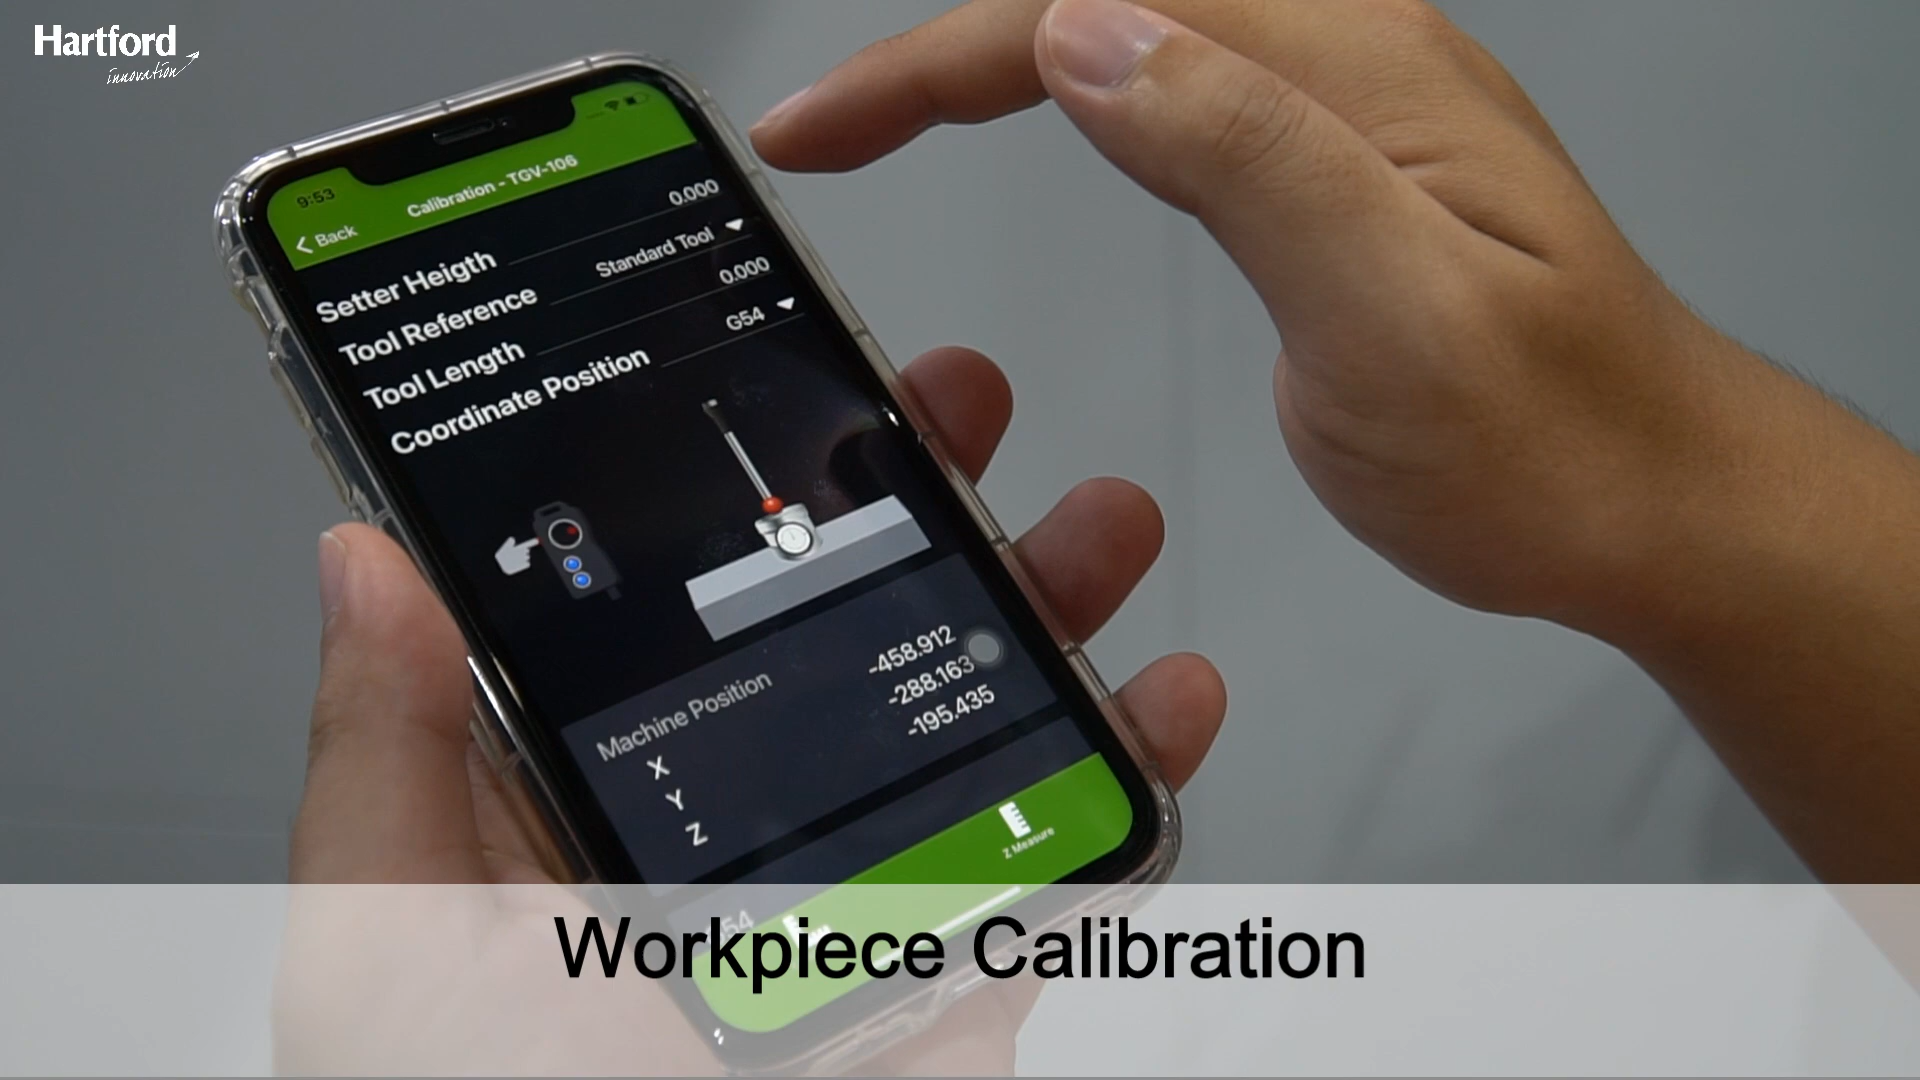 Hartford
innovation
9:53
Back
Calibration - TGV-106
Setter Heigth 0.000
Tool Reference Standard Tool
Tool Length 0.000
Coordinate Position G54
Machine Position
X -458.912
Y -288.163
Z -195.435
Z Measure
G54
Workpiece Calibration